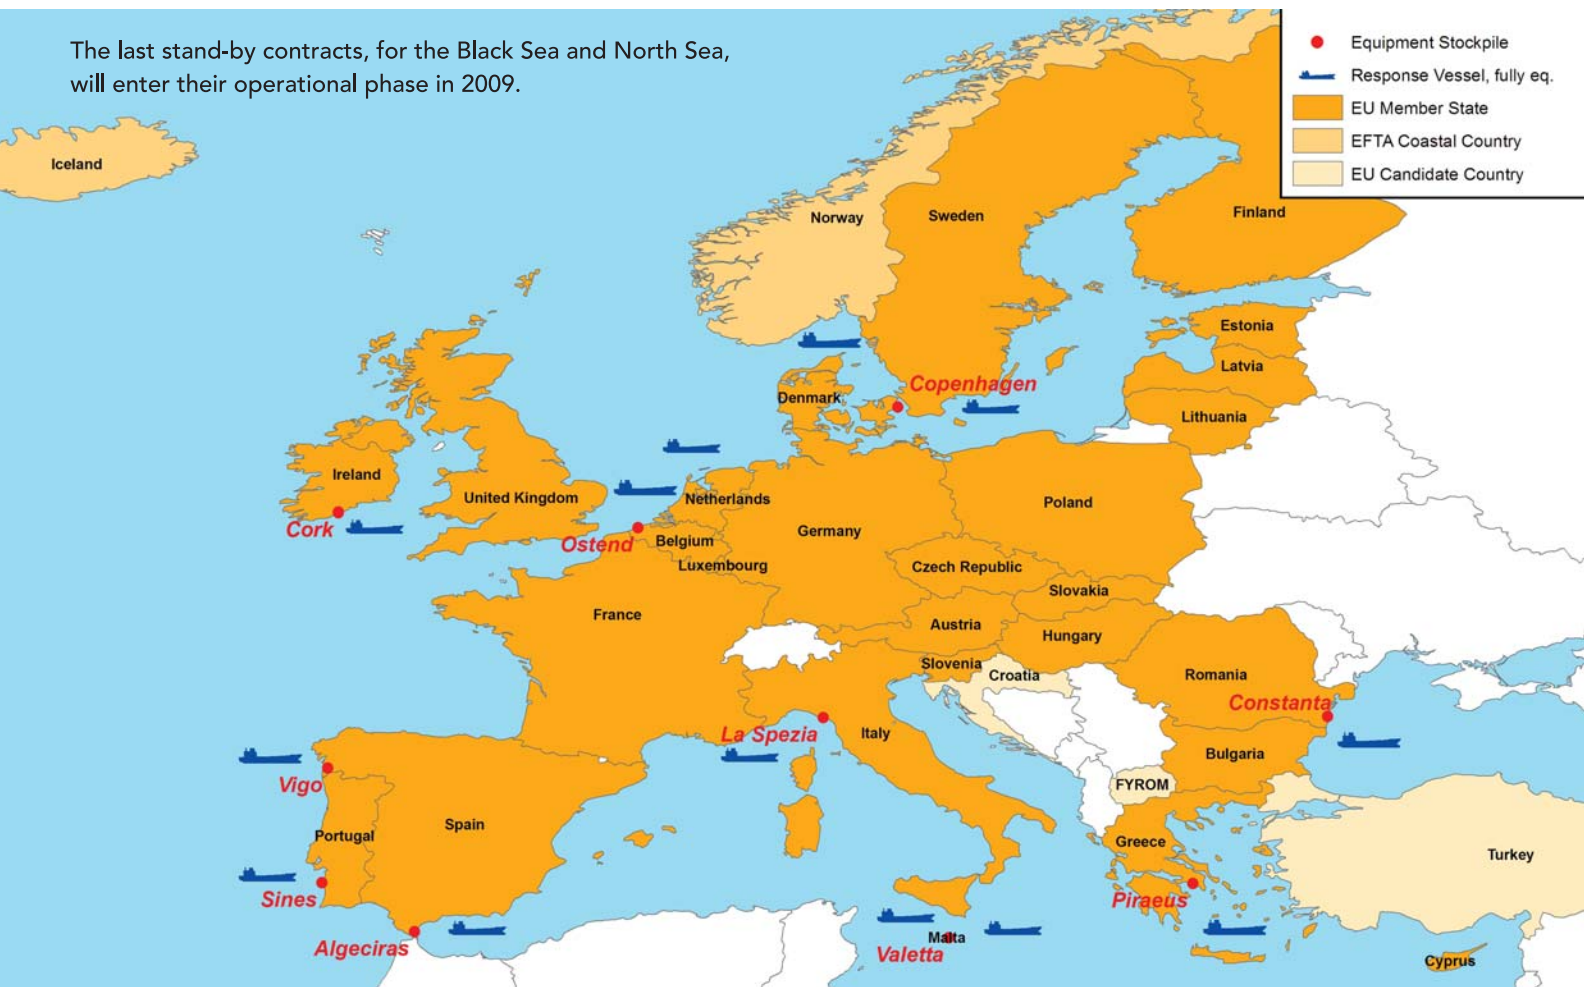 The last stand-by contracts, for the Black Sea and North Sea,
will enter their operational phase in 2009.
Equipment Stockpile
Response Vessel, fully eq.
EU Member State
EFTA Coastal Country
EU Candidate Country
Iceland
Norway
Sweden
Finland
Estonia
Latvia
Lithuania
Copenhagen
Denmark
Ireland
United Kingdom
Netherlands
Poland
Cork
Ostend
Belgium
Germany
Luxembourg
Czech Republic
Slovakia
France
Austria
Hungary
Slovenia
Croatia
Romania
Constanta
La Spezia
Italy
Bulgaria
Vigo
FYROM
Portugal
Spain
Greece
Turkey
Sines
Piraeus
Algeciras
Malta
Valetta
Cyprus